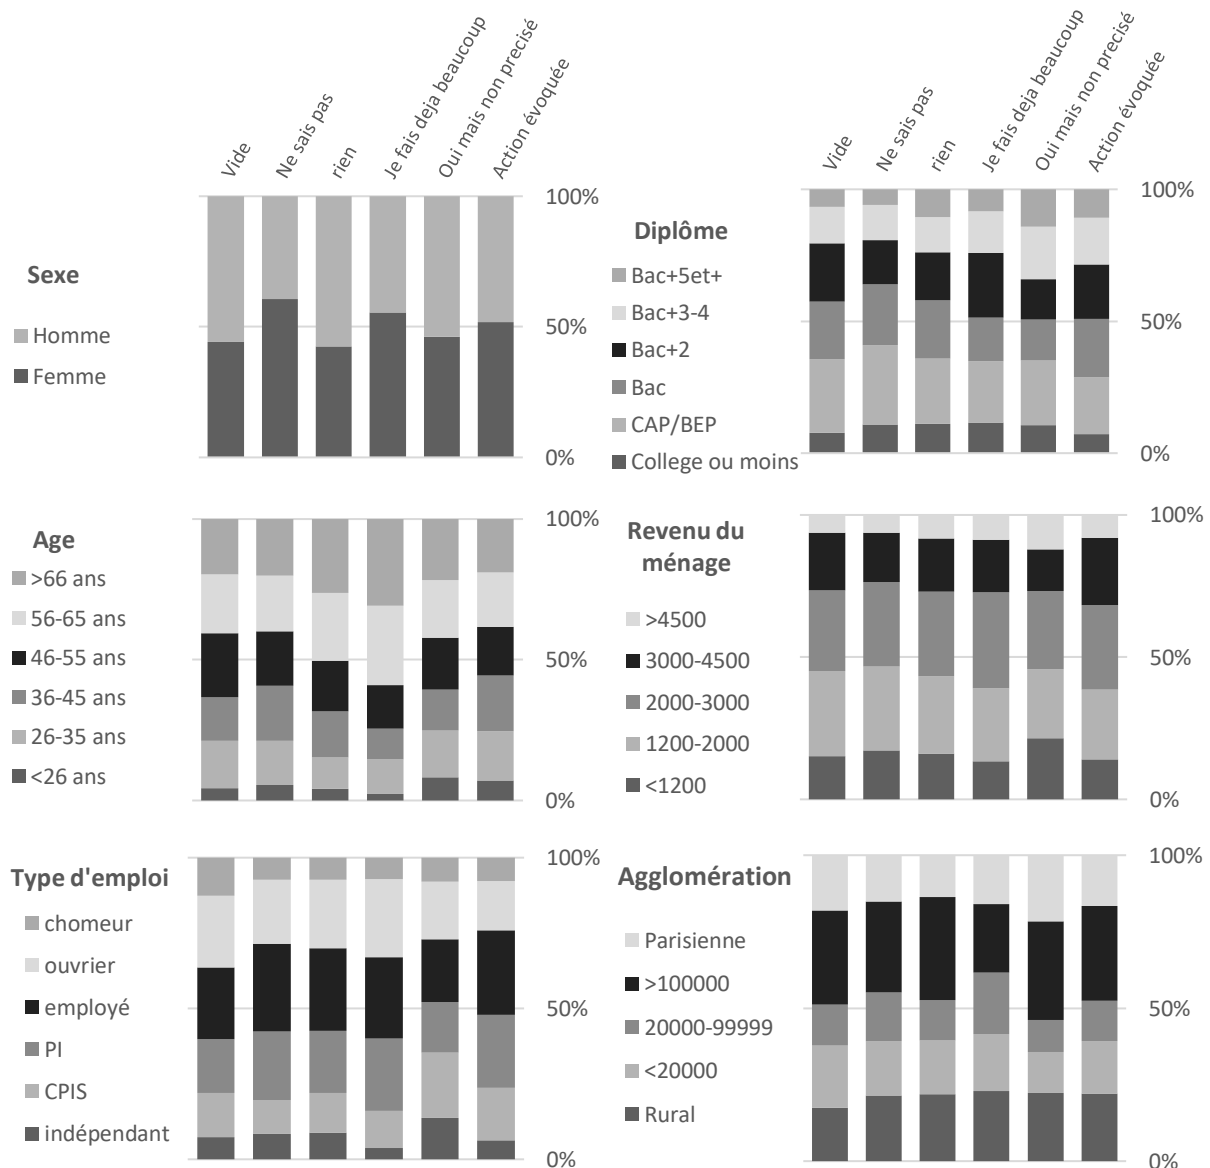 Vide
Ne sais pas
rien
Je fais deja beaucoup
Oui mais non precisé
Action évoquée
Sexe
Homme
Femme
100%
50%
0%
Vide
Ne sais pas
rien
Je fais deja beaucoup
Oui mais non precisé
Action évoquée
Diplôme
Bac+5et+
Bac+3-4
Bac+2
Bac
CAP/BEP
College ou moins
100%
50%
0%
Age
>66 ans
56-65 ans
46-55 ans
36-45 ans
26-35 ans
<26 ans
100%
50%
0%
Revenu du
ménage
>4500
3000-4500
2000-3000
1200-2000
<1200
100%
50%
0%
Type d'emploi
chomeur
ouvrier
employé
PI
CPIS
indépendant
100%
50%
0%
Agglomération
Parisienne
>100000
20000-99999
<20000
Rural
100%
50%
0%